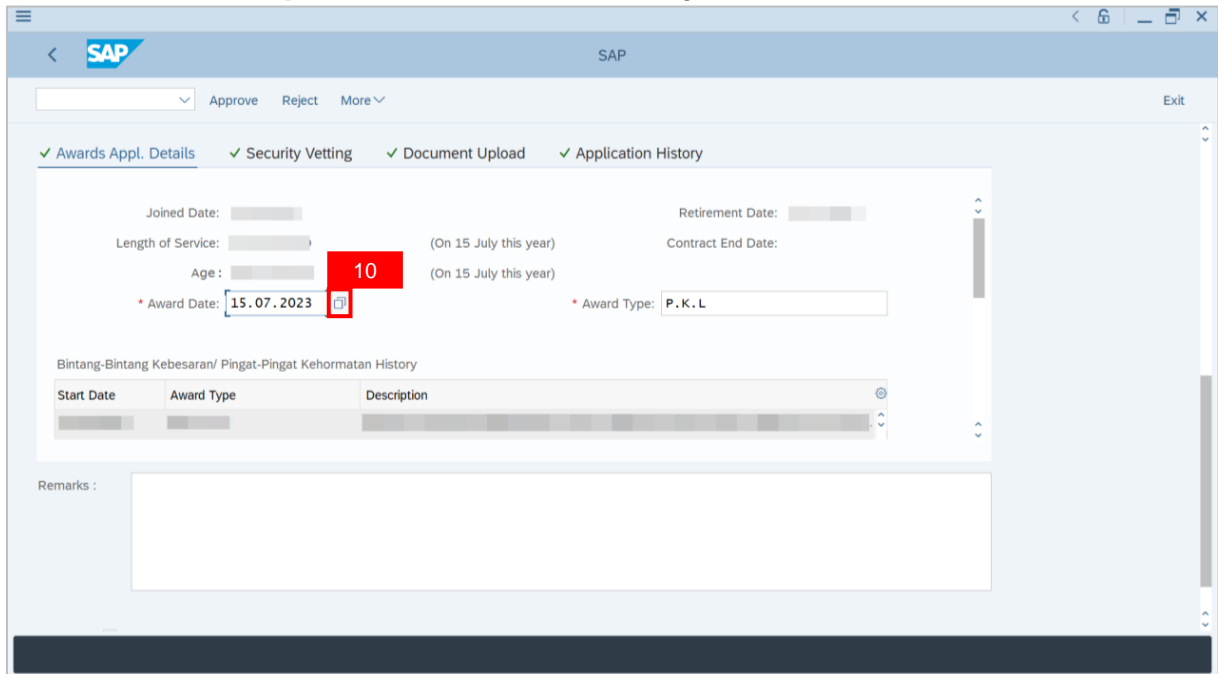 SAP
SAP
Approve Reject More Exit
Awards Appl. Details Security Vetting Document Upload Application History
Joined Date: Retirement Date:
Length of Service: (On 15 July this year) Contract End Date:
Age : 10 (On 15 July this year)
* Award Date: 15.07.2023 * Award Type: P.K.L
Bintang-Bintang Kebesaran/ Pingat-Pingat Kehormatan History
Start Date Award Type Description
Remarks :